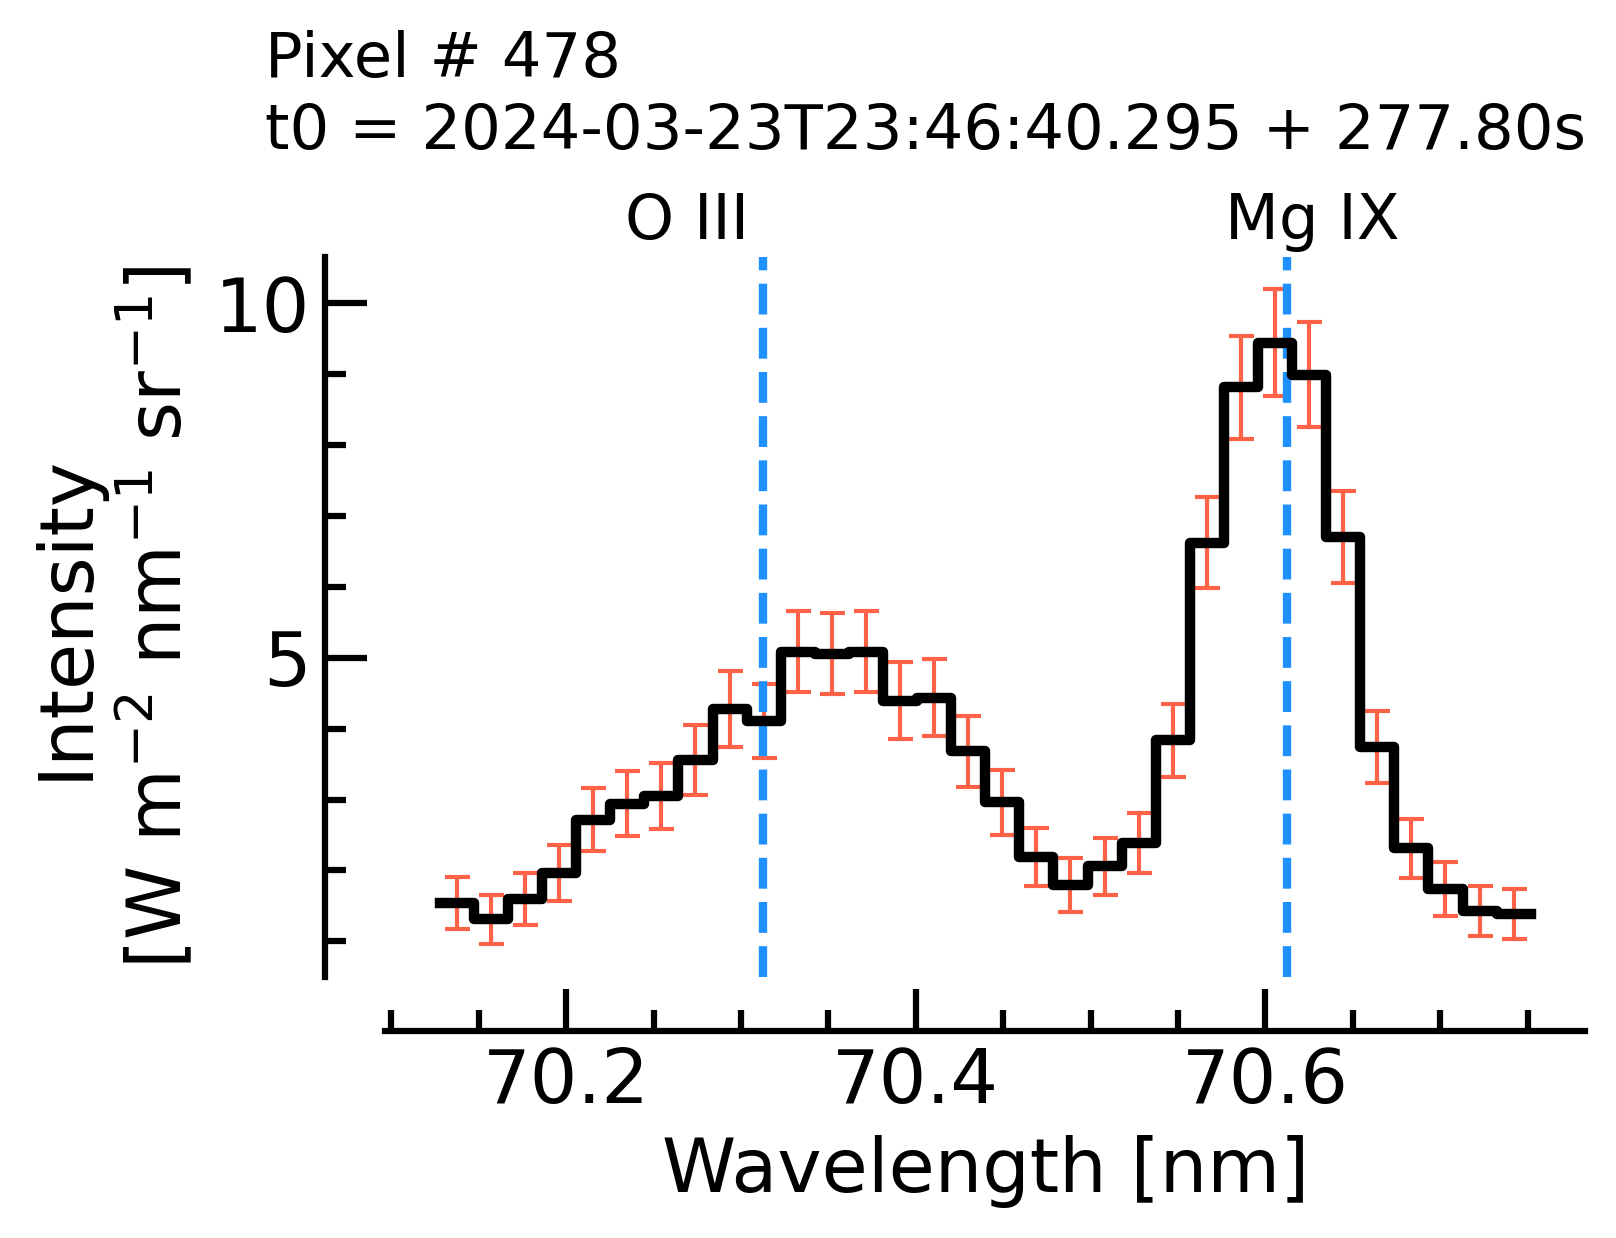 Pixel # 478
t0 = 2024-03-23T23:46:40.295 + 277.80s
O III
Mg IX
10
5
Intensity
[W m⁻² nm⁻¹ sr⁻¹]
70.2
70.4
70.6
Wavelength [nm]